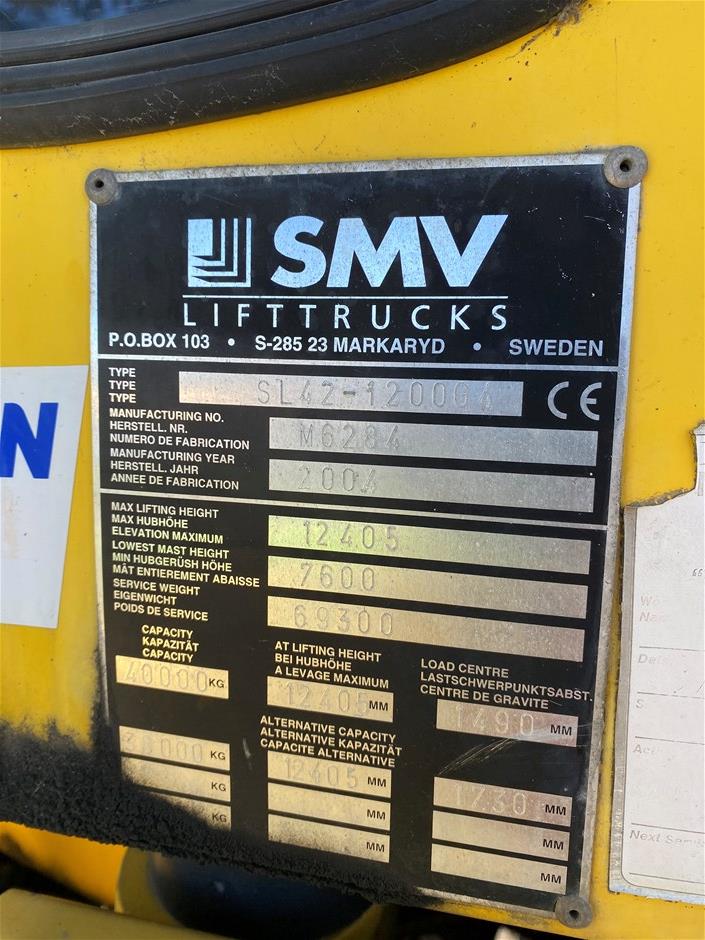 SMV
LIFTTRUCKS
P.O.BOX 103 • S-285 23 MARKARYD • SWEDEN
TYPE
TYPE
TYPE
SL42-1200G4
CE
MANUFACTURING NO.
HERSTELL. NR.
NUMERO DE FABRICATION
M6284
MANUFACTURING YEAR
HERSTELL. JAHR
ANNEE DE FABRICATION
2004
MAX LIFTING HEIGHT
MAX HUBHÖHE
ELEVATION MAXIMUM
12405
LOWEST MAST HEIGHT
MIN HUBGERÜSH HÖHE
MÂT ENTIEREMENT ABAISSE
7600
SERVICE WEIGHT
EIGENWICHT
POIDS DE SERVICE
69300
CAPACITY
KAPAZITÄT
CAPACITY
AT LIFTING HEIGHT
BEI HUBHÖHE
A LEVAGE MAXIMUM
LOAD CENTRE
LASTSCHWERPUNKTSABST.
CENTRE DE GRAVITE
40000 KG
12405 MM
1490 MM
ALTERNATIVE CAPACITY
ALTERNATIVE KAPAZITÄT
CAPACITE ALTERNATIVE
KG
12405 MM
1730 MM
KG
MM
MM
KG
MM
MM
N
Next